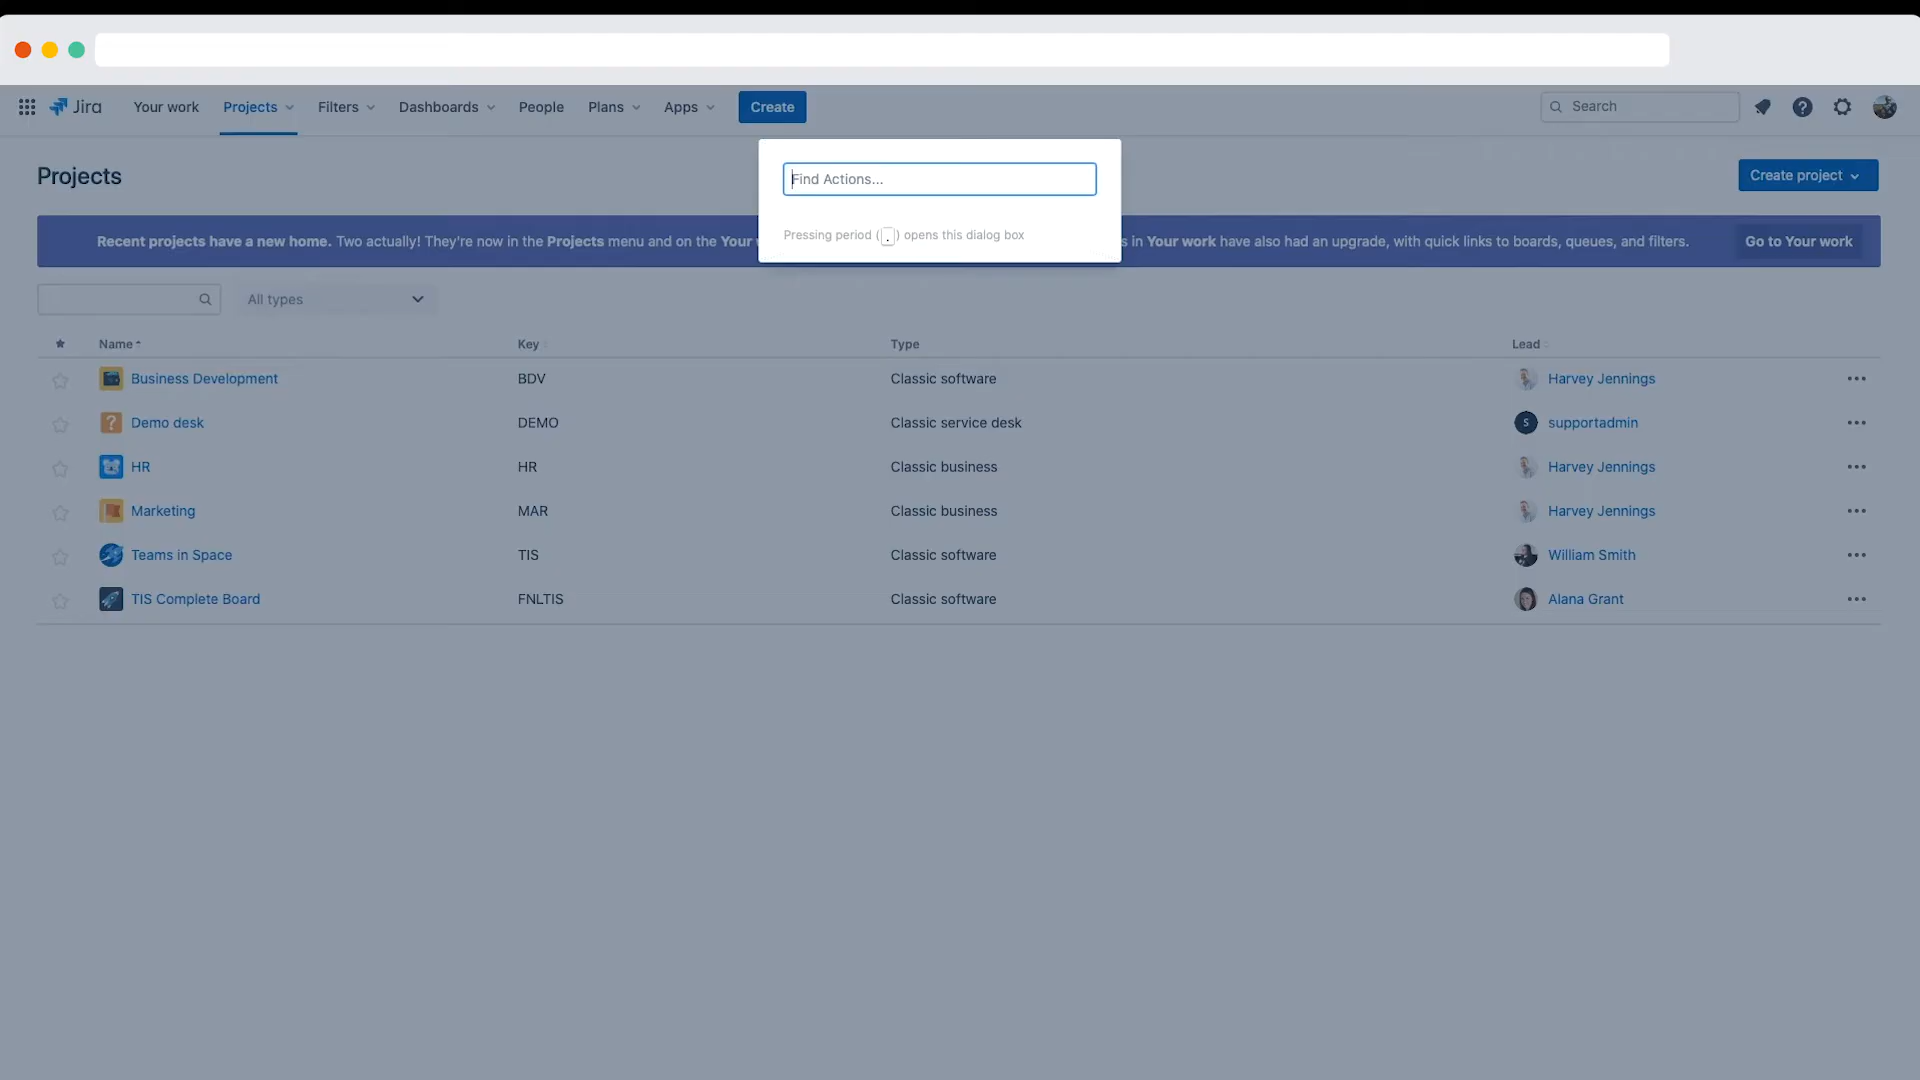 Jira Your work Projects Filters Dashboards People Plans Apps Create Search
Projects Create project
Find Actions...
Pressing period ( . ) opens this dialog box
Recent projects have a new home. Two actually! They're now in the Projects menu and on the Your s in Your work have also had an upgrade, with quick links to boards, queues, and filters. Go to Your work
All types
Name Key Type Lead
Business Development BDV Classic software Harvey Jennings
Demo desk DEMO Classic service desk S supportadmin
HR HR Classic business Harvey Jennings
Marketing MAR Classic business Harvey Jennings
Teams in Space TIS Classic software William Smith
TIS Complete Board FNLTIS Classic software Alana Grant